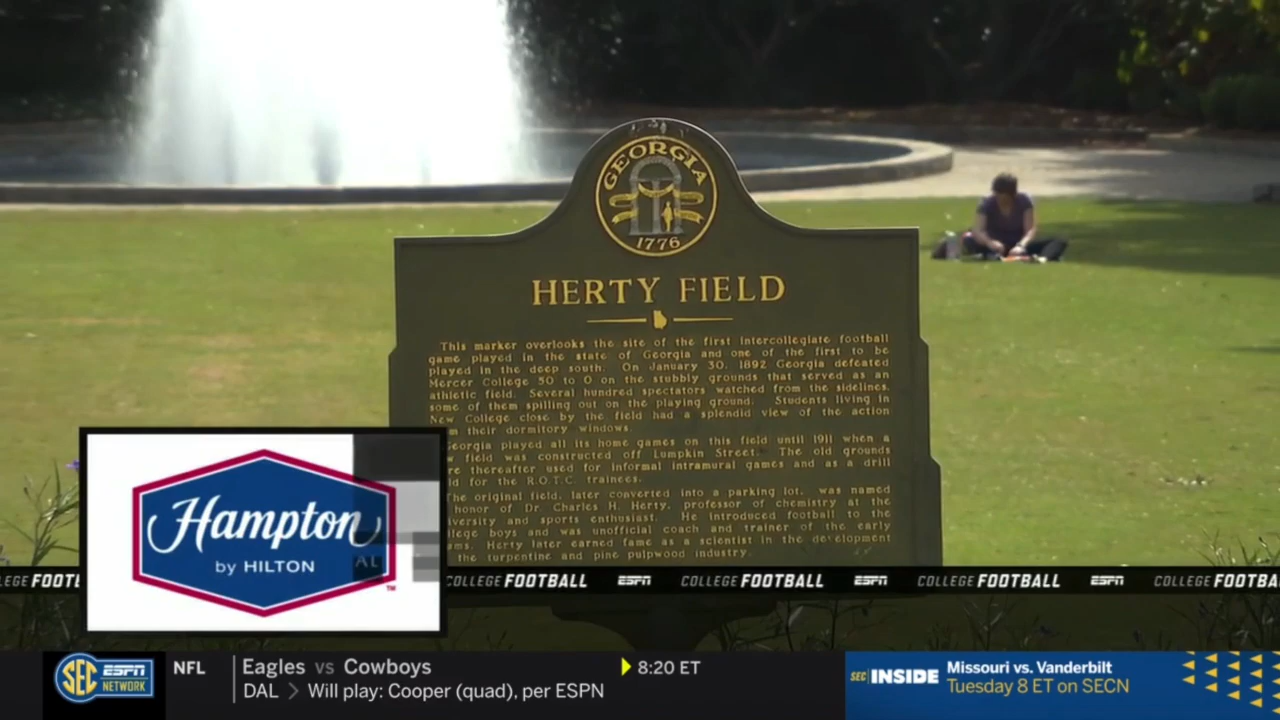 GEORGIA
1776
HERTY FIELD
This marker overlooks the site of the first intercollegiate football
game played in the state of Georgia and one of the first to be
played in the deep south. On January 30, 1892 Georgia defeated
Mercer College 50 to 0 on the stubbly grounds that served as an
athletic field. Several hundred spectators watched from the sidelines,
some of them spilling out on the playing ground. Students living in
New College close by the field had a splendid view of the action
m their dormitory windows.
eorgia played all its home games on this field until 1911 when a
w field was constructed off Lumpkin Street. The old grounds
re thereafter used for informal intramural games and as a drill
ld for the R.O.T.C. trainees.
The original field, later converted into a parking lot, was named
honor of Dr. Charles H. Herty, professor of chemistry at the
iversity and sports enthusiast. He introduced football to the
llege boys and was unofficial coach and trainer of the early
ams. Herty later earned fame as a scientist in the development
the turpentine and pine pulpwood industry.
Hampton
by HILTON
AL
TM
LEGE FOOTB
COLLEGE FOOTBALL ESPN COLLEGE FOOTBALL ESPN COLLEGE FOOTBALL ESPN COLLEGE FOOTBA
SEC ESPN NETWORK
NFL
Eagles vs Cowboys 8:20 ET
DAL > Will play: Cooper (quad), per ESPN
SEC INSIDE
Missouri vs. Vanderbilt
Tuesday 8 ET on SECN